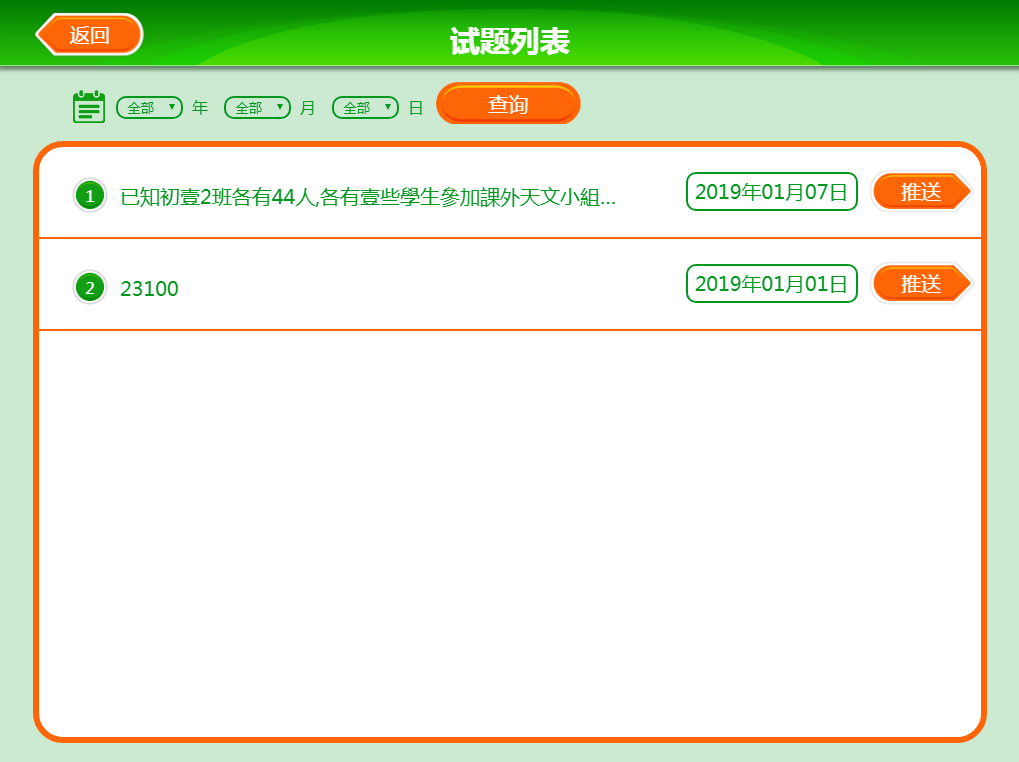 返回
试题列表
全部 年 全部 月 全部 日 查询
1 已知初壹2班各有44人,各有壹些學生參加課外天文小組... 2019年01月07日 推送
2 23100 2019年01月01日 推送